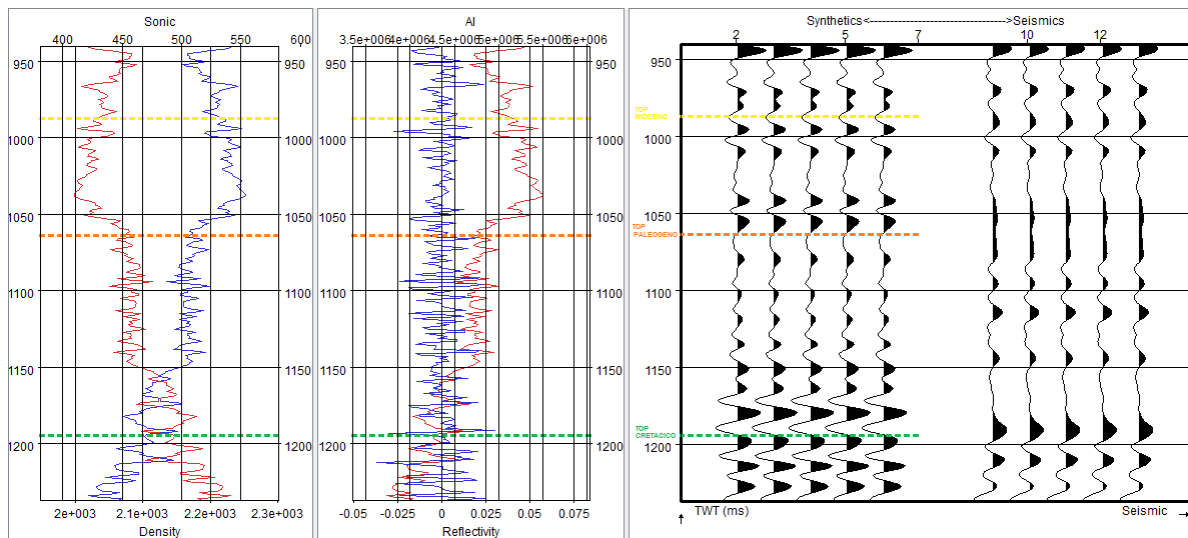 Sonic
400 450 500 550 600
950 950
1000 1000
1050 1050
1100 1100
1150 1150
1200 1200
2e+003 2.1e+003 2.2e+003 2.3e+003
Density
AI
3.5e+006 4e+006 4.5e+006 5e+006 5.5e+006 6e+006
950 950
1000 1000
1050 1050
1100 1100
1150 1150
1200 1200
-0.05 -0.025 0 0.025 0.05 0.075
Reflectivity
Synthetics <---------------------------------->Seismics
2 5 7 10 12
950
TOP
MIOCENO
1000
1050
TOP
PALEOGENO
1100
1150
TOP
CRETACICO
1200
TWT (ms) Seismic